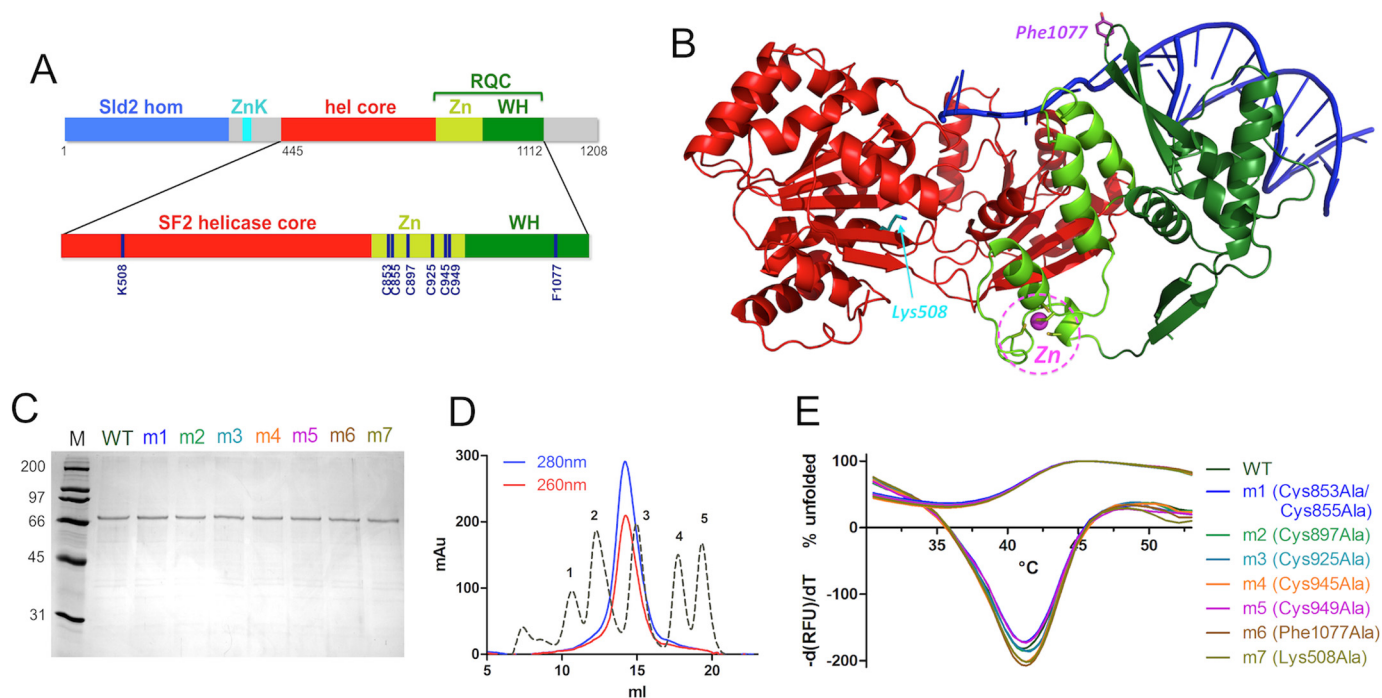 A
RQC
Sld2 hom ZnK hel core Zn WH
1 445 1112 1208
SF2 helicase core Zn WH
K508 C853 C855 C897 C925 C945 C949 F1077
B
Phe1077
Lys508
Zn
C
M WT m1 m2 m3 m4 m5 m6 m7
200
97
66
45
31
D
280nm
260nm
mAu
300
200
100
0
1 2 3 4 5
5 10 15 20
ml
E
% unfolded
-d(RFU)/dT
100
0
-100
-200
35 40 45 50
°C
WT
m1 (Cys853Ala/
Cys855Ala)
m2 (Cys897Ala)
m3 (Cys925Ala)
m4 (Cys945Ala)
m5 (Cys949Ala)
m6 (Phe1077Ala)
m7 (Lys508Ala)